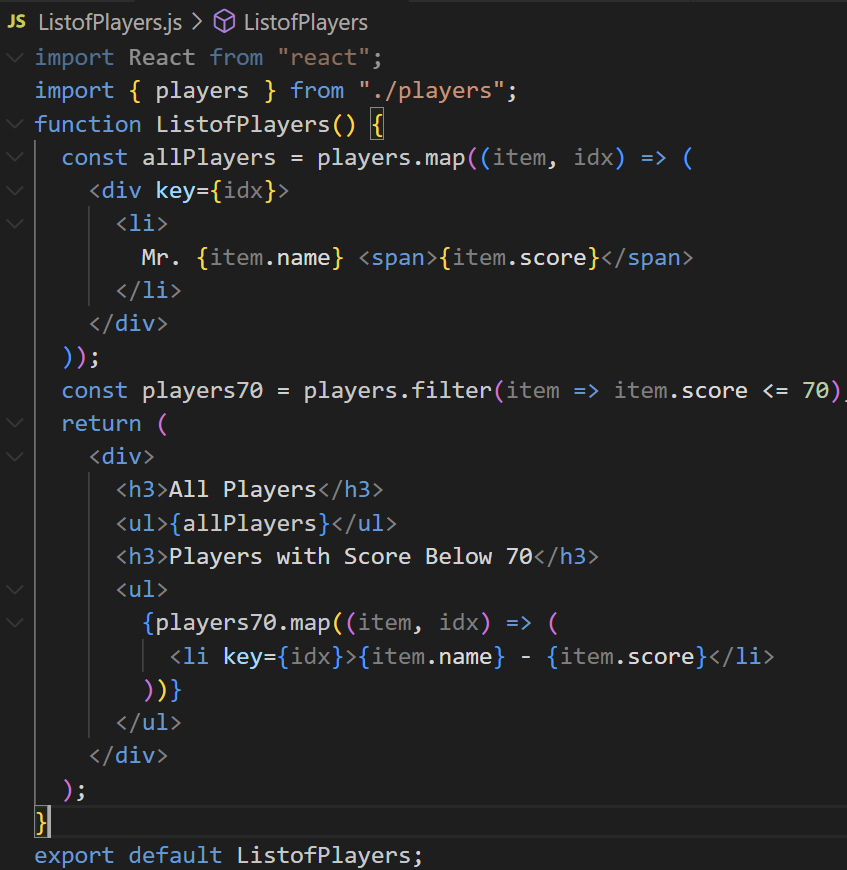 JS ListofPlayers.js > ListofPlayers
import React from "react";
import { players } from "./players";
function ListofPlayers() {
  const allPlayers = players.map((item, idx) => (
    <div key={idx}>
      <li>
        Mr. {item.name} <span>{item.score}</span>
      </li>
    </div>
  ));
  const players70 = players.filter(item => item.score <= 70);
  return (
    <div>
      <h3>All Players</h3>
      <ul>{allPlayers}</ul>
      <h3>Players with Score Below 70</h3>
      <ul>
        {players70.map((item, idx) => (
          <li key={idx}>{item.name} - {item.score}</li>
        ))}
      </ul>
    </div>
  );
}
export default ListofPlayers;